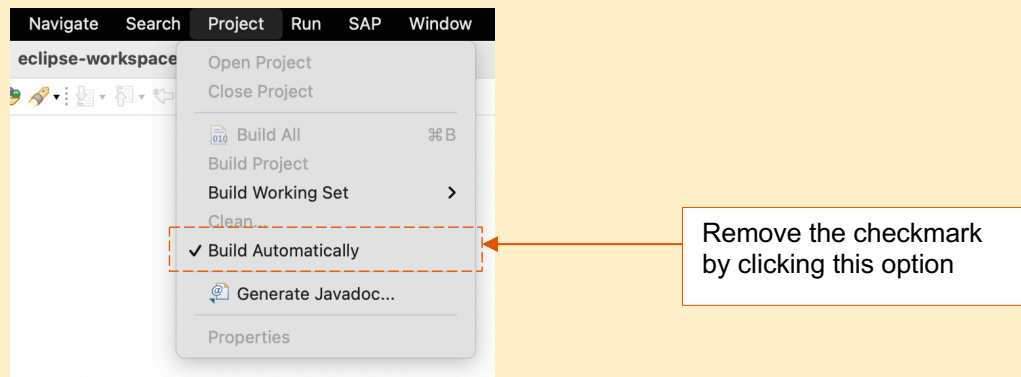 Navigate Search Project Run SAP Window
eclipse-workspace
Open Project
Close Project
010 Build All ⌘B
Build Project
Build Working Set >
Clean...
✓ Build Automatically
@ Generate Javadoc...
Properties
Remove the checkmark
by clicking this option